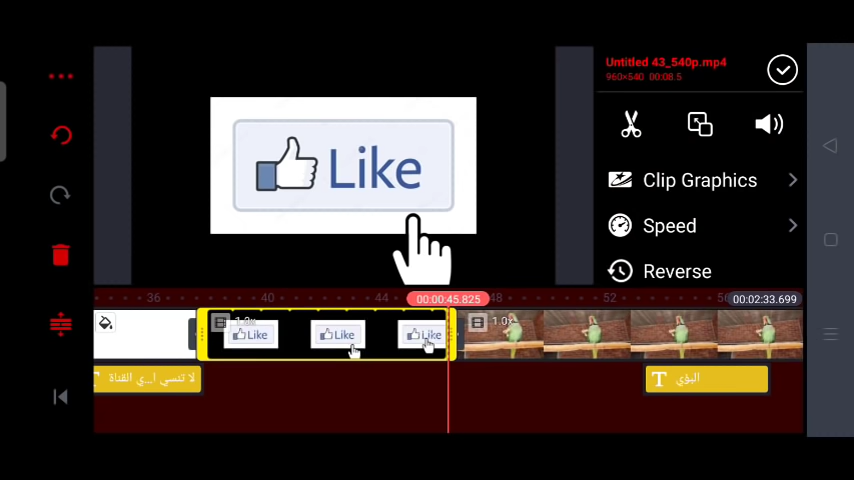 Untitled 43_540p.mp4
960×540 00:08.5
Like
Clip Graphics
Speed
Reverse
36
40
44
00:00:45.825
48
52
00:02:33.699
1.0x
Like
Like
Like
لا تنسي ا...ي القناة
T
البؤي